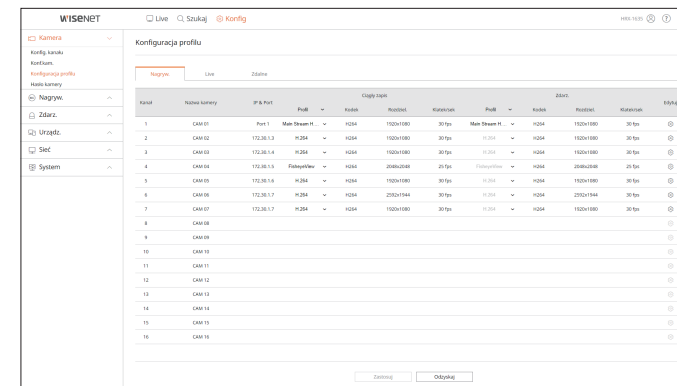 WISENET Live Szukaj Konfig HRX-1635
Kamera
Konfig. kanału
Konf.kam.
Konfiguracja profilu
Hasło kamery
Nagryw.
Zdarz.
Urządz.
Sieć
System
Konfiguracja profilu
Nagryw. Live Zdalne
Kanał Nazwa kamery IP & Port Ciągły zapis Zdarz. Edytuj
Profil Kodek Rozdziel. Klatek/sek Profil Kodek Rozdziel. Klatek/sek
1 CAM 01 Port 1 Main Stream H ... H264 1920x1080 30 fps Main Stream H ... H264 1920x1080 30 fps
2 CAM 02 172.30.1.3 H.264 H264 1920x1080 30 fps H.264 H264 1920x1080 30 fps
3 CAM 03 172.30.1.4 H.264 H264 1920x1080 30 fps H.264 H264 1920x1080 30 fps
4 CAM 04 172.30.1.5 FisheyeView H264 2048x2048 25 fps FisheyeView H264 2048x2048 25 fps
5 CAM 05 172.30.1.6 H.264 H264 1920x1080 30 fps H.264 H264 1920x1080 30 fps
6 CAM 06 172.30.1.7 H.264 H264 2592x1944 30 fps H.264 H264 2592x1944 30 fps
7 CAM 07 172.30.1.7 H.264 H264 1920x1080 30 fps H.264 H264 1920x1080 30 fps
8 CAM 08
9 CAM 09
10 CAM 10
11 CAM 11
12 CAM 12
13 CAM 13
14 CAM 14
15 CAM 15
16 CAM 16
Zastosuj Odzyskaj